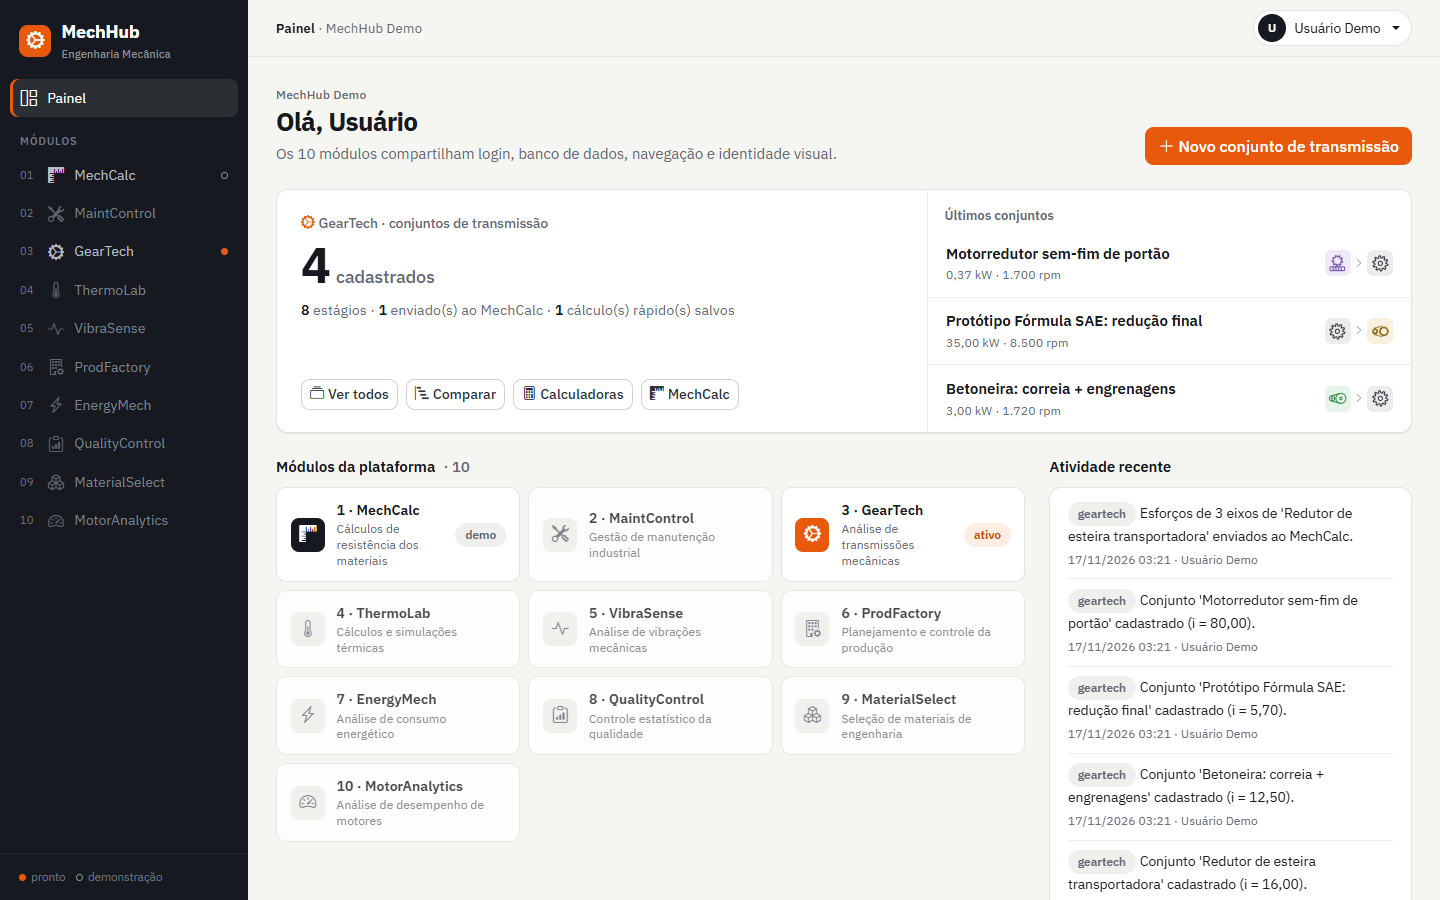 MechHub
Engenharia Mecânica
Painel
MÓDULOS
01 MechCalc
02 MaintControl
03 GearTech
04 ThermoLab
05 VibraSense
06 ProdFactory
07 EnergyMech
08 QualityControl
09 MaterialSelect
10 MotorAnalytics
pronto demonstração
Painel · MechHub Demo
U Usuário Demo
MechHub Demo
Olá, Usuário
Os 10 módulos compartilham login, banco de dados, navegação e identidade visual.
Novo conjunto de transmissão
GearTech · conjuntos de transmissão
4 cadastrados
8 estágios · 1 enviado(s) ao MechCalc · 1 cálculo(s) rápido(s) salvos
Ver todos
Comparar
Calculadoras
MechCalc
Últimos conjuntos
Motorredutor sem-fim de portão
0,37 kW · 1.700 rpm
Protótipo Fórmula SAE: redução final
35,00 kW · 8.500 rpm
Betoneira: correia + engrenagens
3,00 kW · 1.720 rpm
Módulos da plataforma · 10
1 · MechCalc
Cálculos de
resistência dos
materiais
demo
2 · MaintControl
Gestão de manutenção
industrial
3 · GearTech
Análise de
transmissões
mecânicas
ativo
4 · ThermoLab
Cálculos e simulações
térmicas
5 · VibraSense
Análise de vibrações
mecânicas
6 · ProdFactory
Planejamento e controle da
produção
7 · EnergyMech
Análise de consumo
energético
8 · QualityControl
Controle estatístico da
qualidade
9 · MaterialSelect
Seleção de materiais de
engenharia
10 · MotorAnalytics
Análise de desempenho de
motores
Atividade recente
geartech Esforços de 3 eixos de 'Redutor de
esteira transportadora' enviados ao MechCalc.
17/11/2026 03:21 · Usuário Demo
geartech Conjunto 'Motorredutor sem-fim de
portão' cadastrado (i = 80,00).
17/11/2026 03:21 · Usuário Demo
geartech Conjunto 'Protótipo Fórmula SAE:
redução final' cadastrado (i = 5,70).
17/11/2026 03:21 · Usuário Demo
geartech Conjunto 'Betoneira: correia +
engrenagens' cadastrado (i = 12,50).
17/11/2026 03:21 · Usuário Demo
geartech Conjunto 'Redutor de esteira
transportadora' cadastrado (i = 16,00).